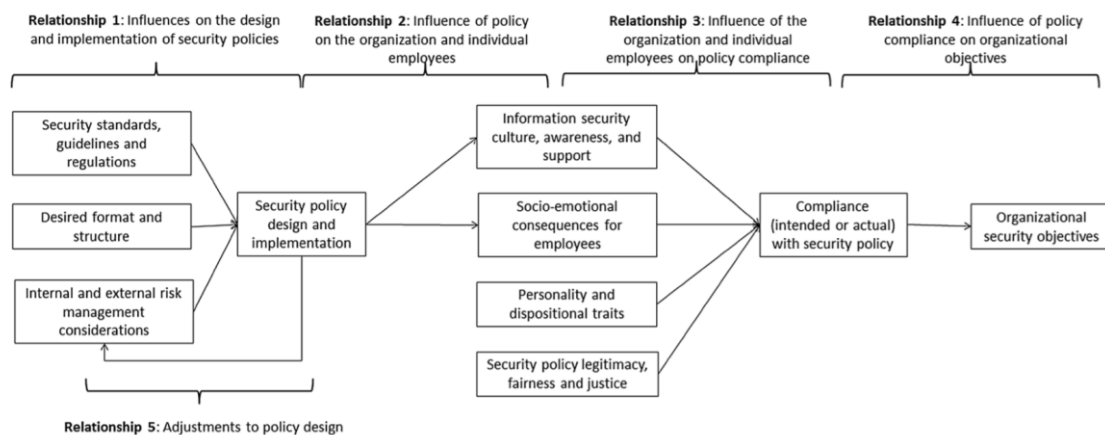 Relationship 1: Influences on the design
and implementation of security policies
Relationship 2: Influence of policy
on the organization and individual
employees
Relationship 3: Influence of the
organization and individual
employees on policy compliance
Relationship 4: Influence of policy
compliance on organizational
objectives
Security standards,
guidelines and
regulations
Desired format and
structure
Internal and external risk
management
considerations
Security policy
design and
implementation
Information security
culture, awareness, and
support
Socio-emotional
consequences for
employees
Personality and
dispositional traits
Security policy legitimacy,
fairness and justice
Compliance
(intended or actual)
with security policy
Organizational
security objectives
Relationship 5: Adjustments to policy design